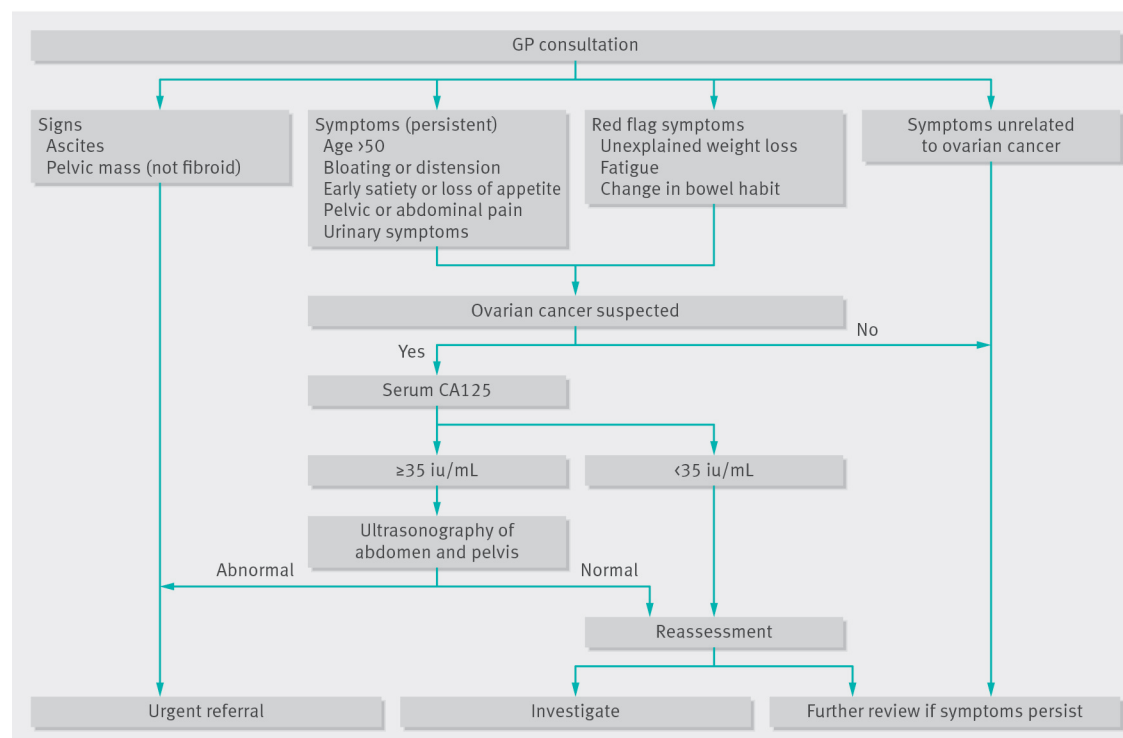 GP consultation
Signs
Ascites
Pelvic mass (not fibroid)
Symptoms (persistent)
Age >50
Bloating or distension
Early satiety or loss of appetite
Pelvic or abdominal pain
Urinary symptoms
Red flag symptoms
Unexplained weight loss
Fatigue
Change in bowel habit
Symptoms unrelated
to ovarian cancer
Ovarian cancer suspected
No
Yes
Serum CA125
≥35 iu/mL
<35 iu/mL
Ultrasonography of
abdomen and pelvis
Abnormal
Normal
Reassessment
Urgent referral
Investigate
Further review if symptoms persist